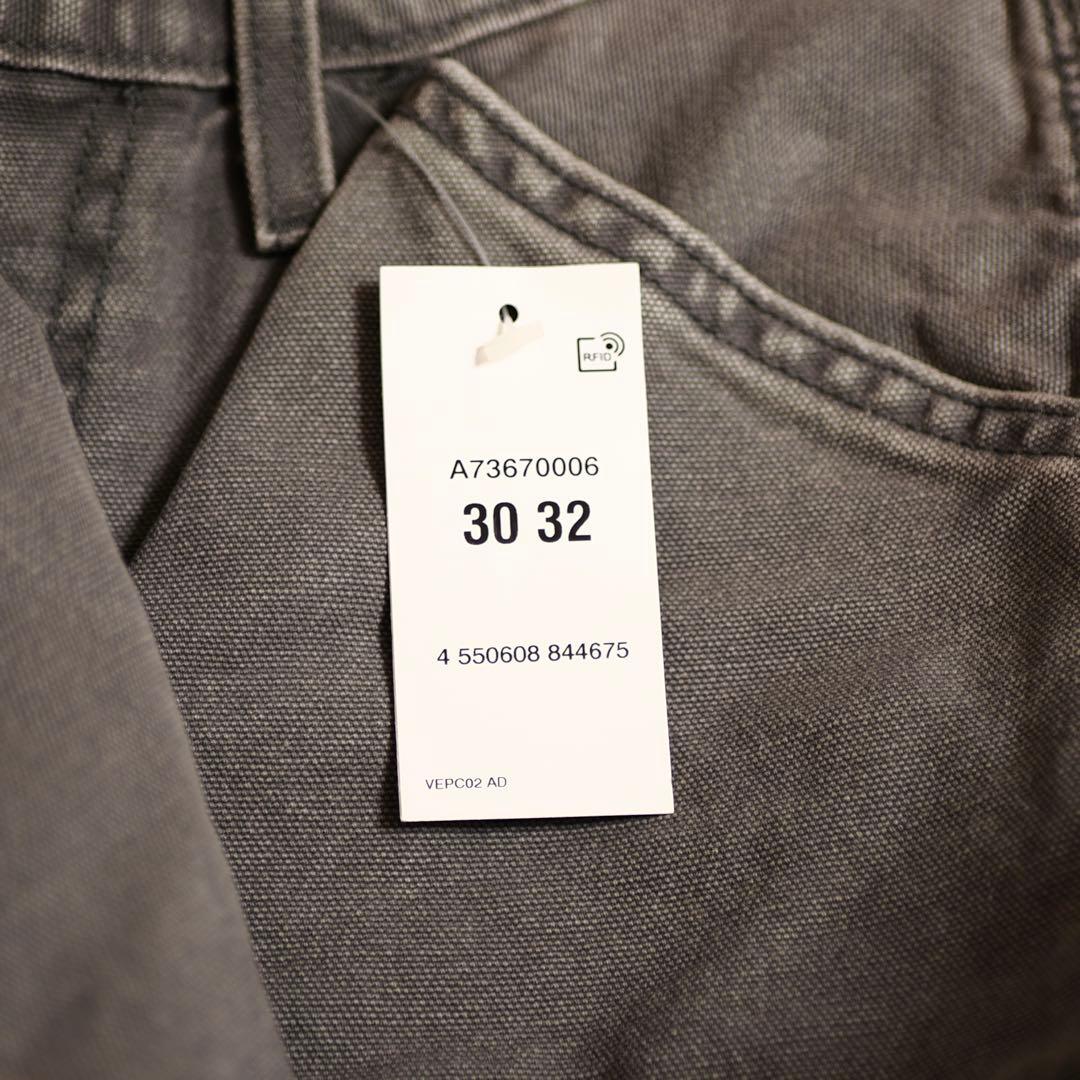 RFID
A73670006
30 32
4 550608 844675
VEPC02 AD